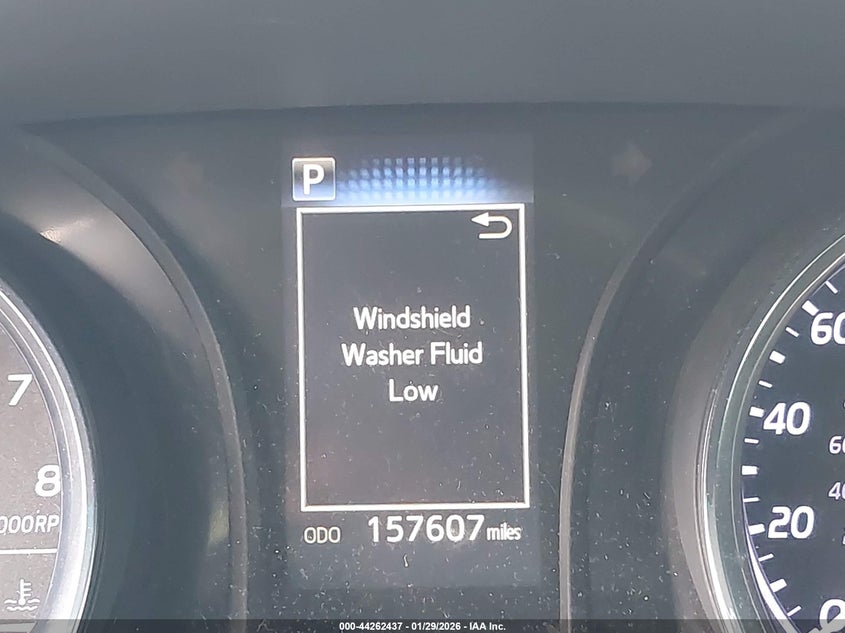 P
Windshield
Washer Fluid
Low
ODO 157607 miles
7
8
60
40
20
0
000-44262437 - 01/29/2026 - IAA Inc.